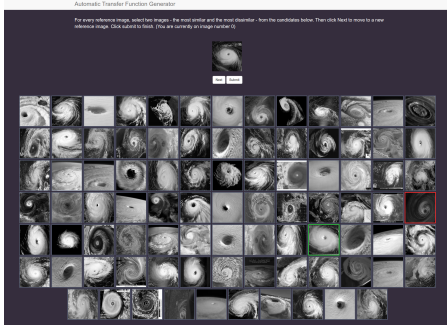 Automatic Transfer Function Generator
For every reference image, select two images - the most similar and the most dissimilar - from the candidates below. Then click Next to move to a new
reference image. Click submit to finish. (You are currently on image number 0)
Next Submit